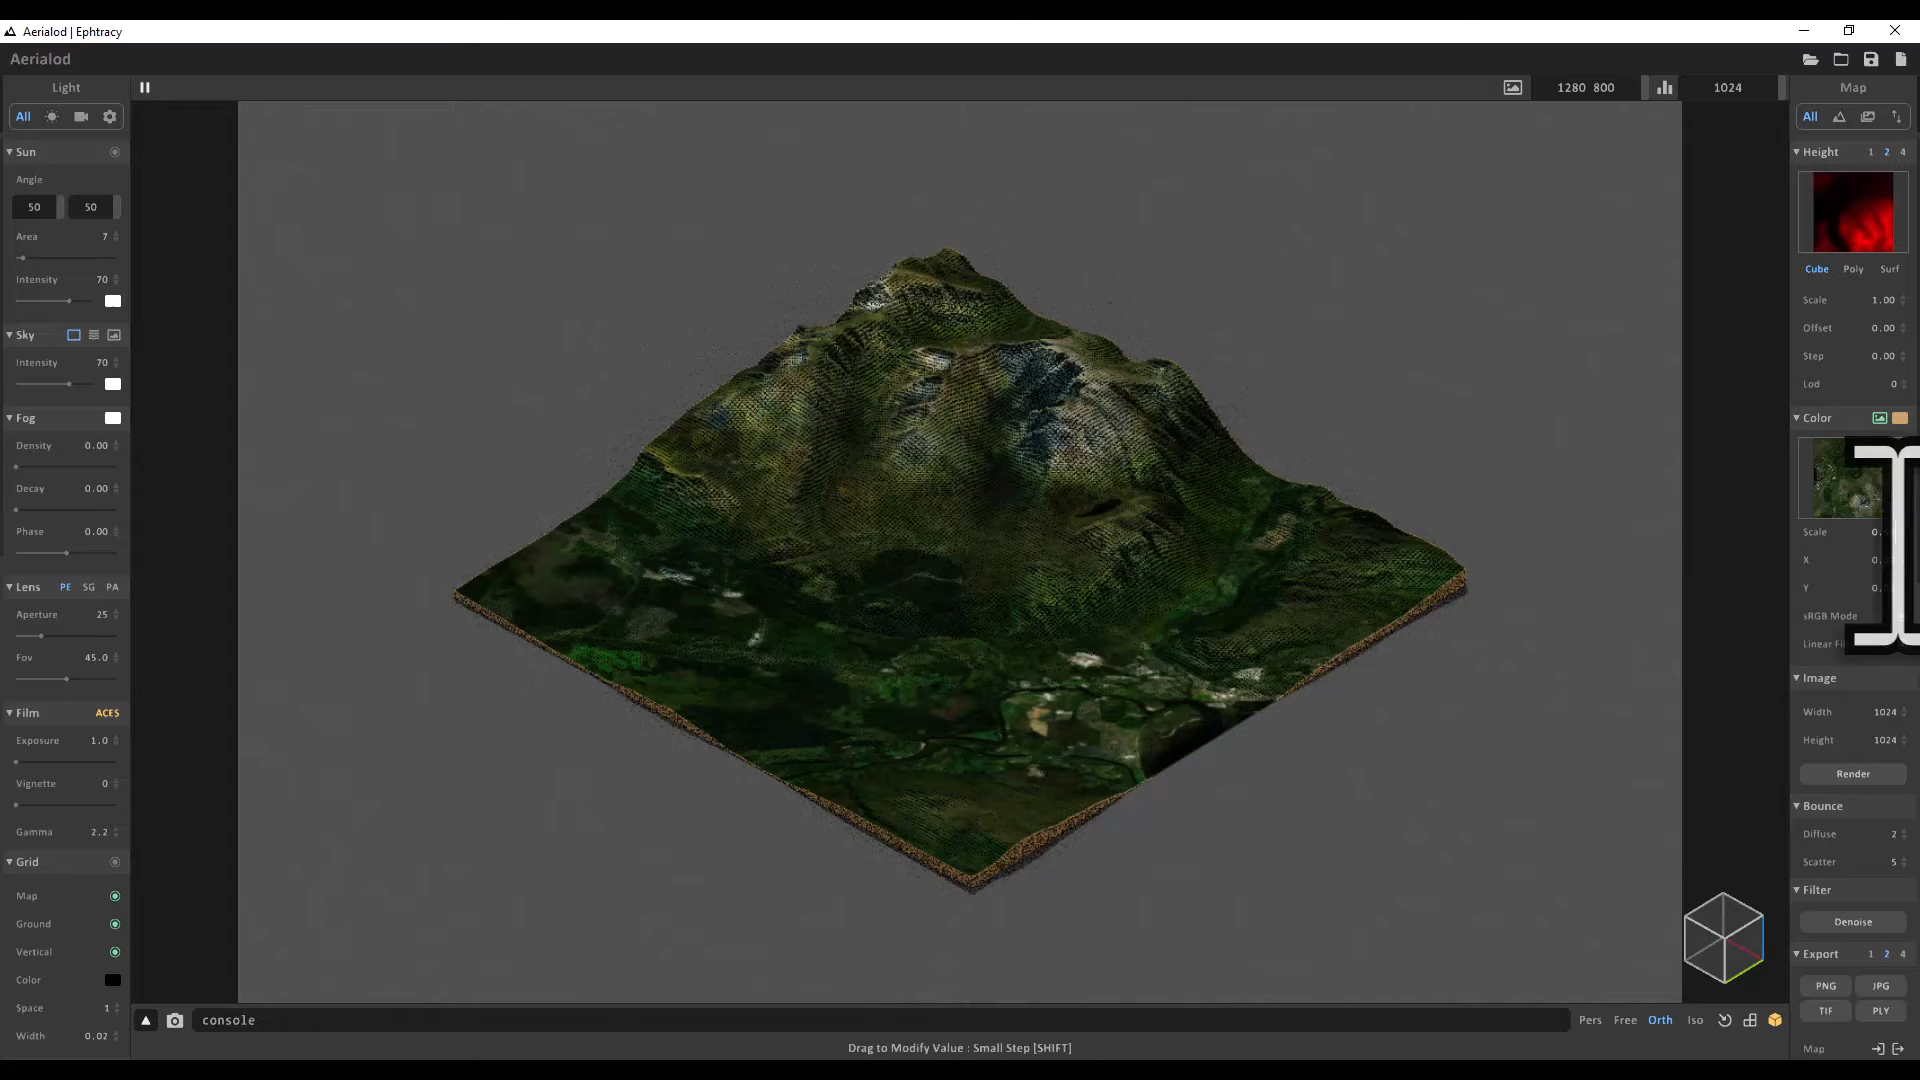 Aerialod | Ephtracy
Aerialod
Light
1280 800
1024
Map
All
All
Sun
Angle
50 50
Area 7
Intensity 70
Sky
Intensity 70
Fog
Density 0.00
Decay 0.00
Phase 0.00
Lens PE SG PA
Aperture 25
Fov 45.0
Film ACES
Exposure 1.0
Vignette 0
Gamma 2.2
Grid
Map
Ground
Vertical
Color
Space 1
Width 0.02
Height 1 2 4
Cube Poly Surf
Scale 1.00
Offset 0.00
Step 0.00
Lod 0
Color
Scale
X
Y
sRGB Mode
Linear
Image
Width 1024
Height 1024
Render
Bounce
Diffuse 2
Scatter 5
Filter
Denoise
Export 1 2 4
PNG JPG
TIF PLY
Map
console
Pers Free Orth Iso
Drag to Modify Value : Small Step [SHIFT]